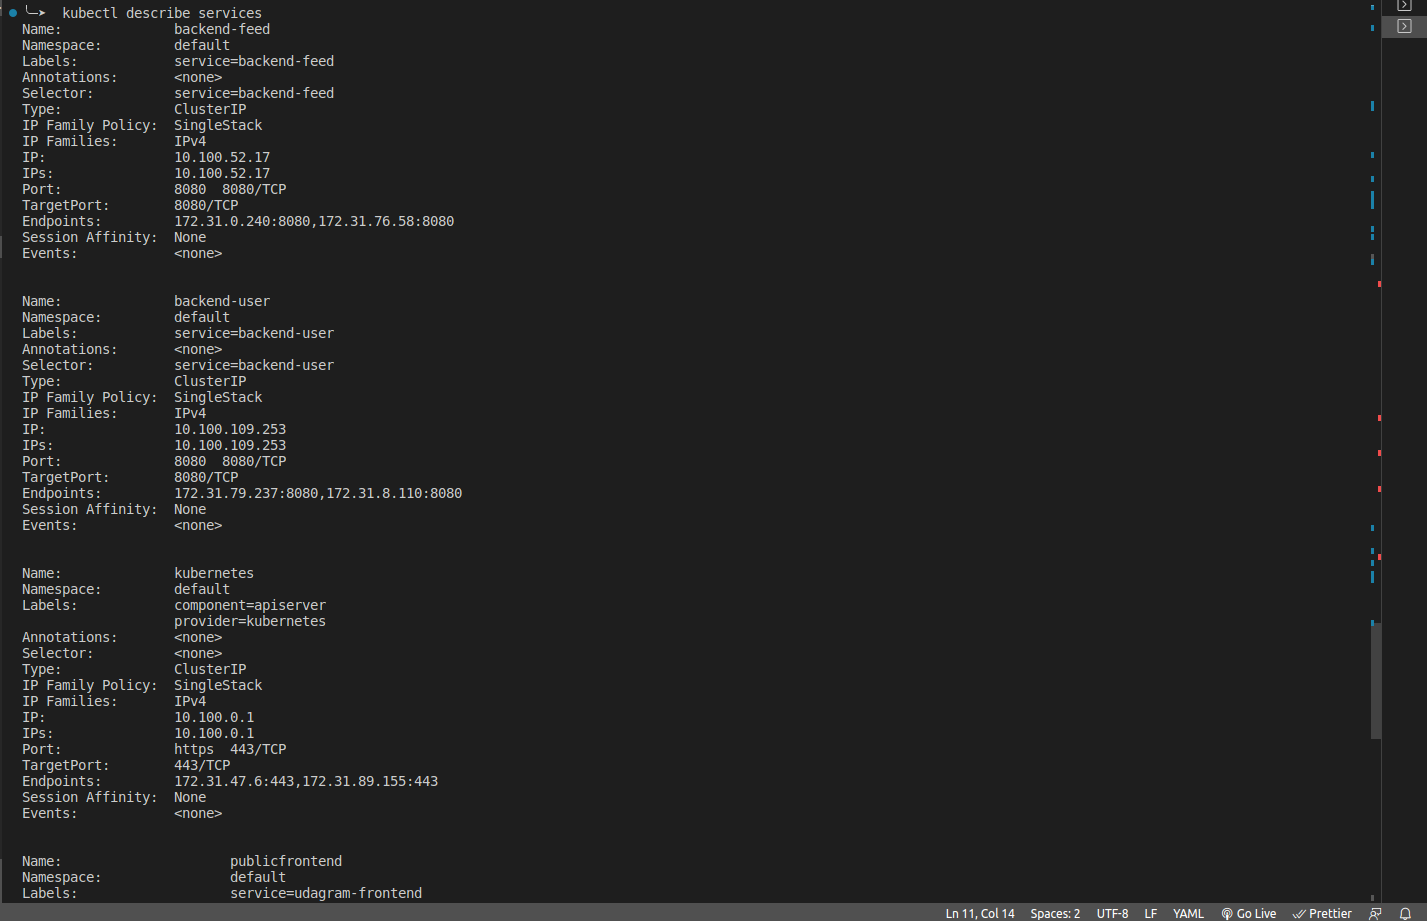 kubectl describe services
Name:              backend-feed
Namespace:         default
Labels:            service=backend-feed
Annotations:       <none>
Selector:          service=backend-feed
Type:              ClusterIP
IP Family Policy:  SingleStack
IP Families:       IPv4
IP:                10.100.52.17
IPs:               10.100.52.17
Port:              8080  8080/TCP
TargetPort:        8080/TCP
Endpoints:         172.31.0.240:8080,172.31.76.58:8080
Session Affinity:  None
Events:            <none>
Name:              backend-user
Namespace:         default
Labels:            service=backend-user
Annotations:       <none>
Selector:          service=backend-user
Type:              ClusterIP
IP Family Policy:  SingleStack
IP Families:       IPv4
IP:                10.100.109.253
IPs:               10.100.109.253
Port:              8080  8080/TCP
TargetPort:        8080/TCP
Endpoints:         172.31.79.237:8080,172.31.8.110:8080
Session Affinity:  None
Events:            <none>
Name:              kubernetes
Namespace:         default
Labels:            component=apiserver
                   provider=kubernetes
Annotations:       <none>
Selector:          <none>
Type:              ClusterIP
IP Family Policy:  SingleStack
IP Families:       IPv4
IP:                10.100.0.1
IPs:               10.100.0.1
Port:              https  443/TCP
TargetPort:        443/TCP
Endpoints:         172.31.47.6:443,172.31.89.155:443
Session Affinity:  None
Events:            <none>
Name:                     publicfrontend
Namespace:                default
Labels:                   service=udagram-frontend
Ln 11, Col 14  Spaces: 2  UTF-8  LF  YAML  Go Live  Prettier